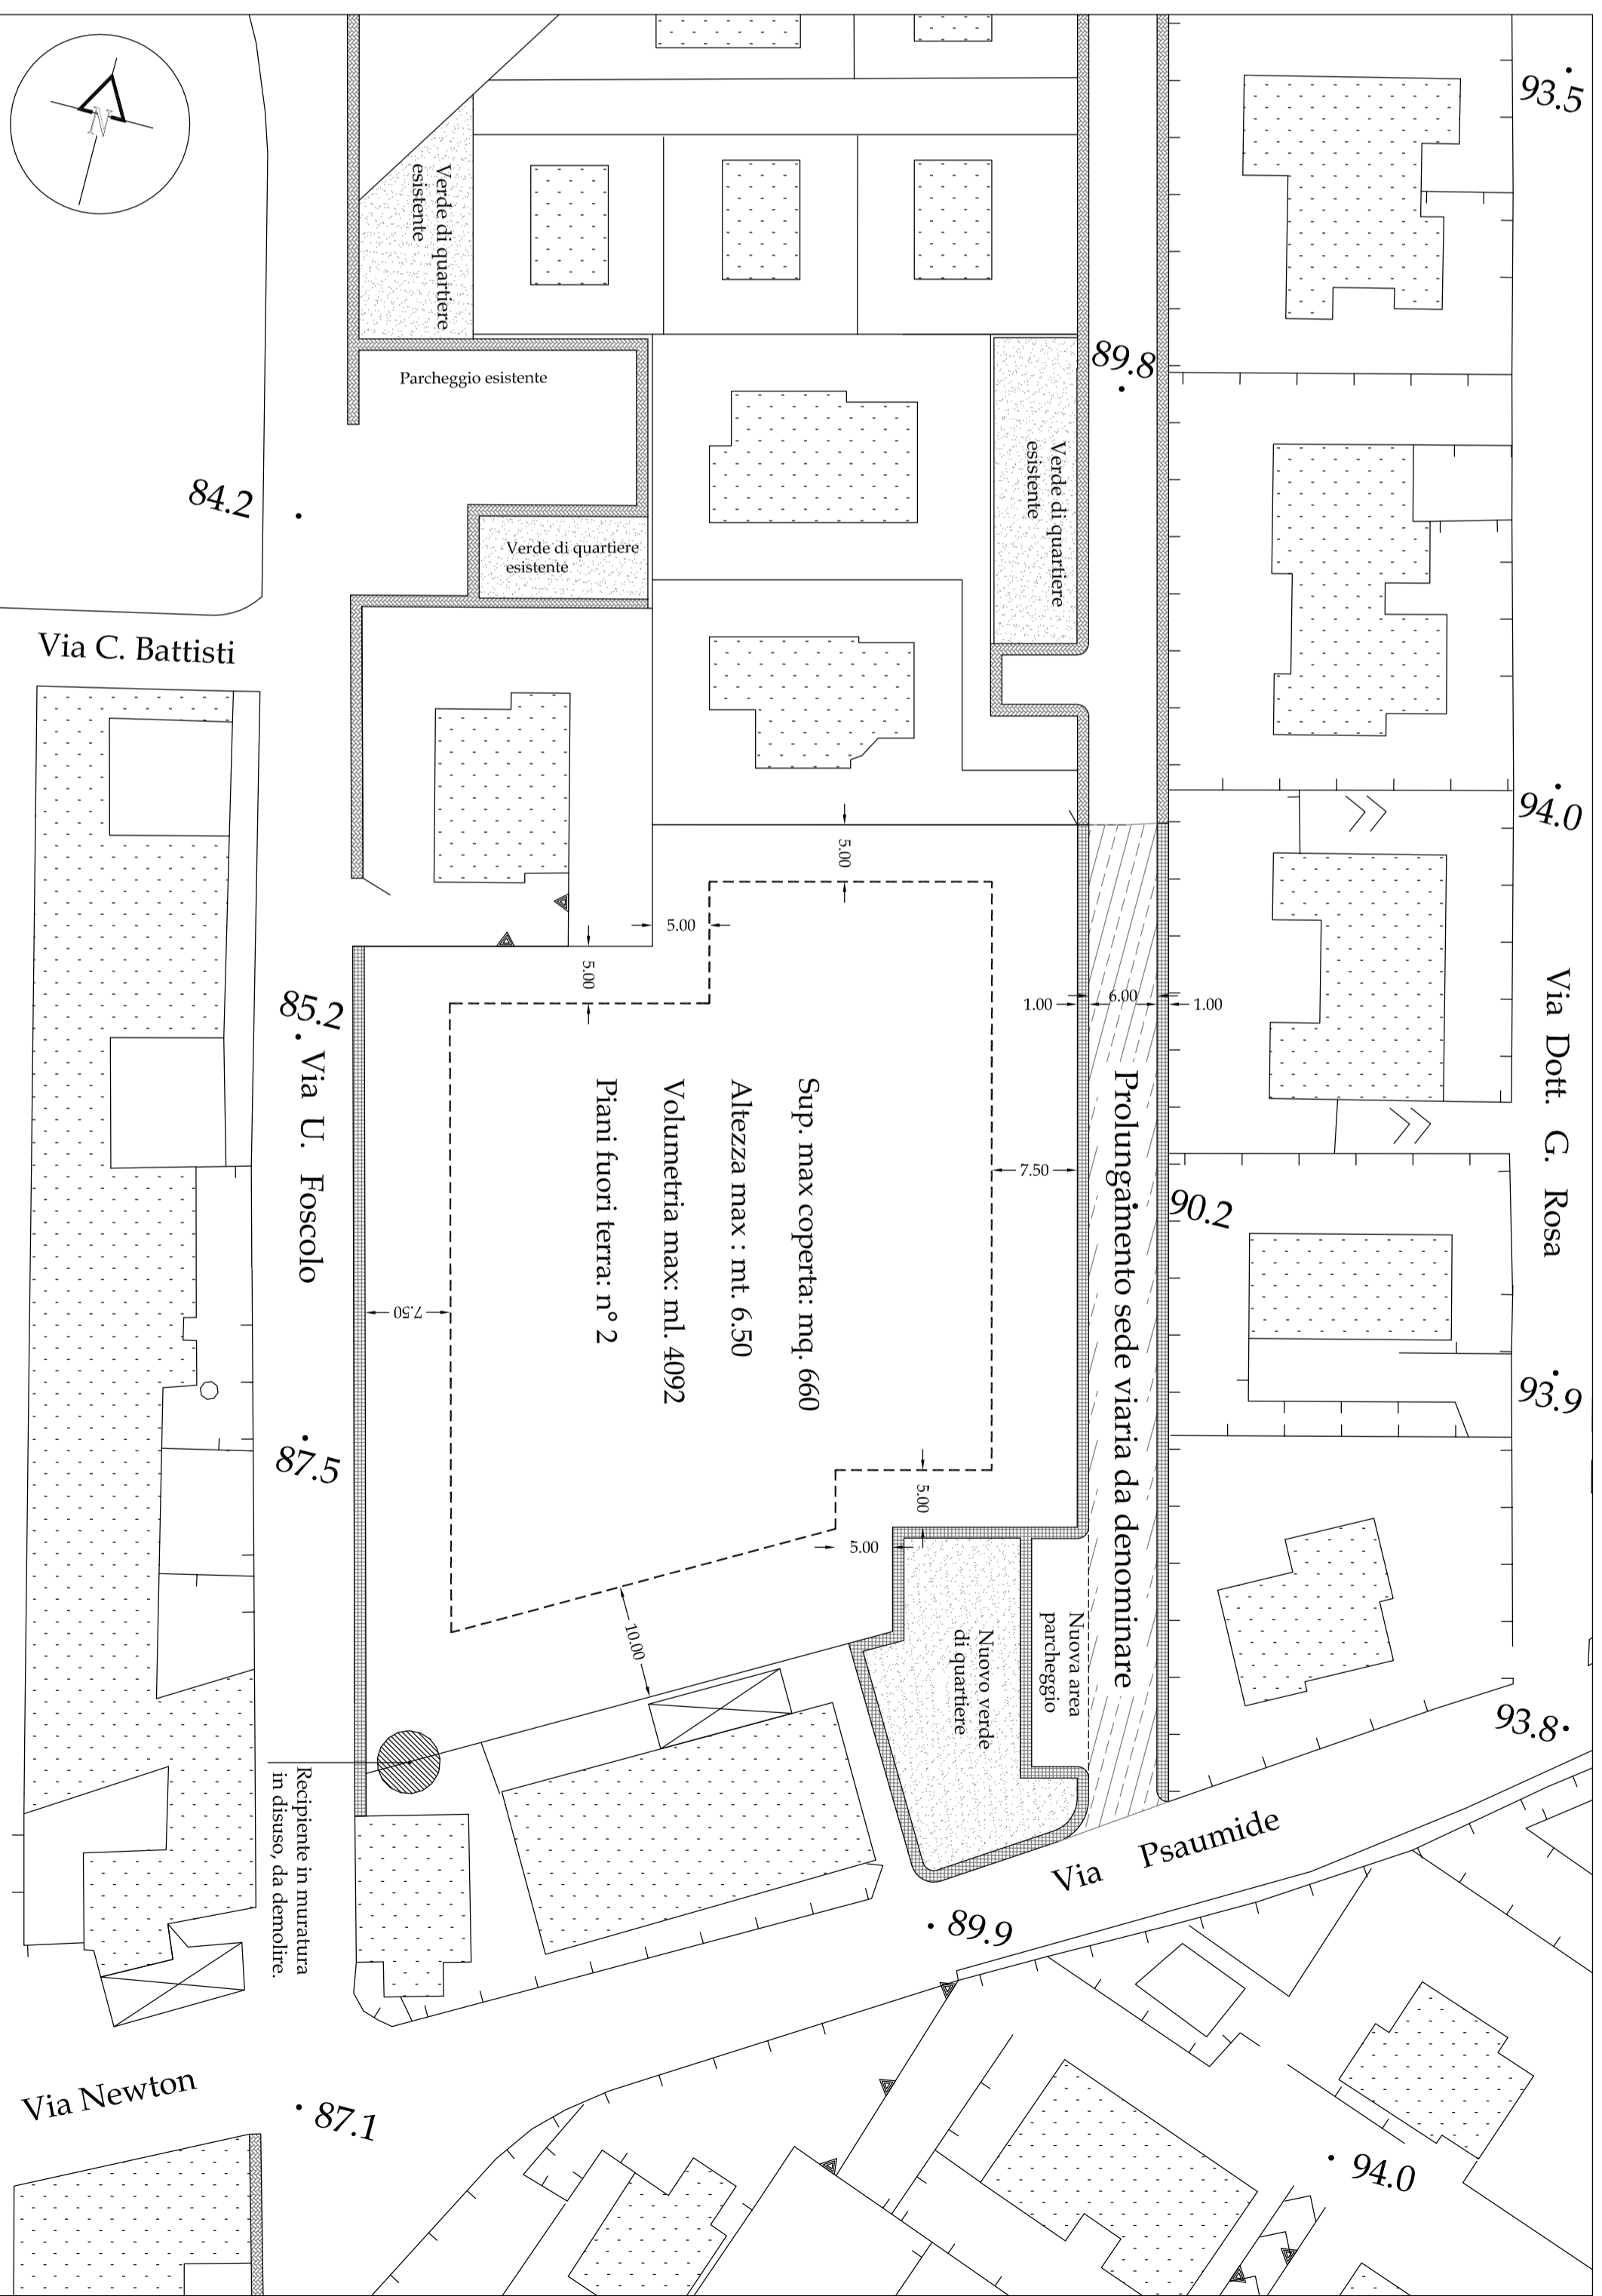 N
93.5
Verde di quartiere
esistente
89.8
Parcheggio esistente
Verde di quartiere
esistente
84.2
Verde di quartiere
esistente
Via C. Battisti
94.0
5.00
5.00
5.00
85.2
1.00
6.00
1.00
Via U. Foscolo
Via Dott. G. Rosa
Sup. max coperta: mq. 660
Altezza max : mt. 6.50
Volumetria max: ml. 4092
Piani fuori terra: n° 2
Prolungamento sede viaria da denominare
7.50
90.2
7.50
93.9
87.5
5.00
5.00
10.00
Nuova area
parcheggio
Nuovo verde
di quartiere
93.8
Recipiente in muratura
in disuso, da demolire.
Via Psaumide
89.9
Via Newton
87.1
94.0